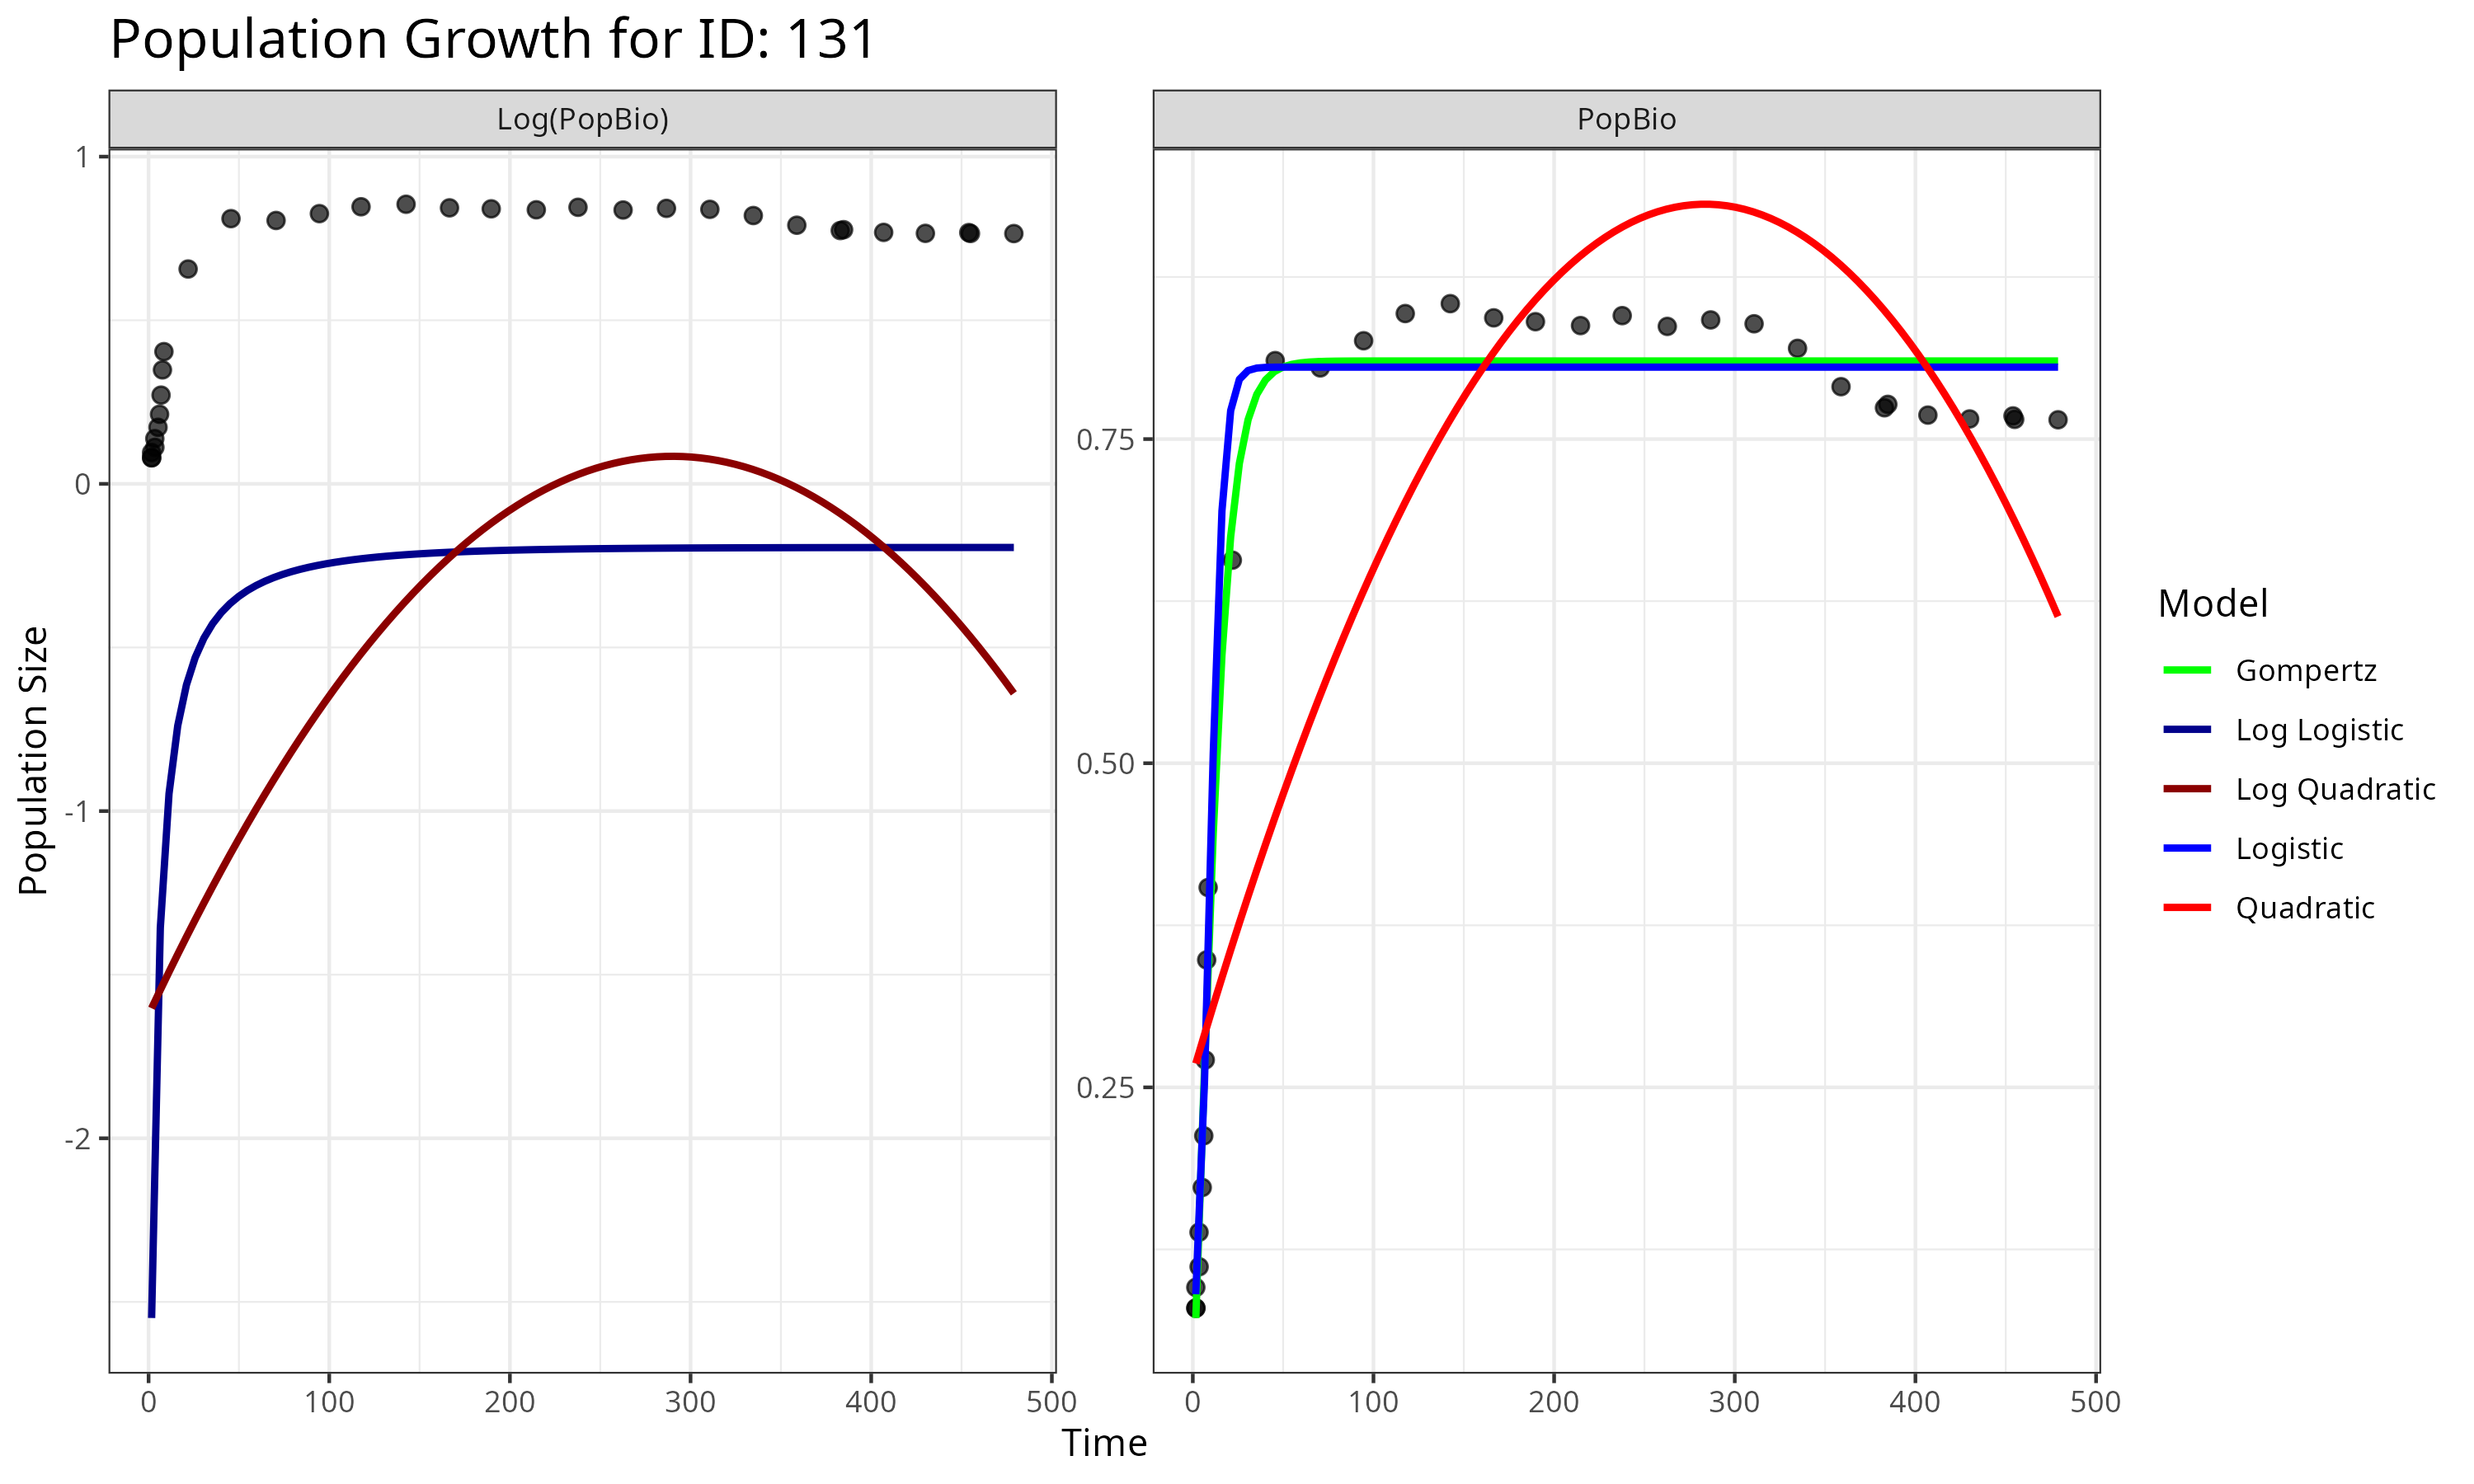 Population Growth for ID: 131
Log(PopBio)
PopBio
Population Size
1
0
-1
-2
0.75
0.50
0.25
0 100 200 300 400 500
0 100 200 300 400 500
Time
Model
Gompertz
Log Logistic
Log Quadratic
Logistic
Quadratic